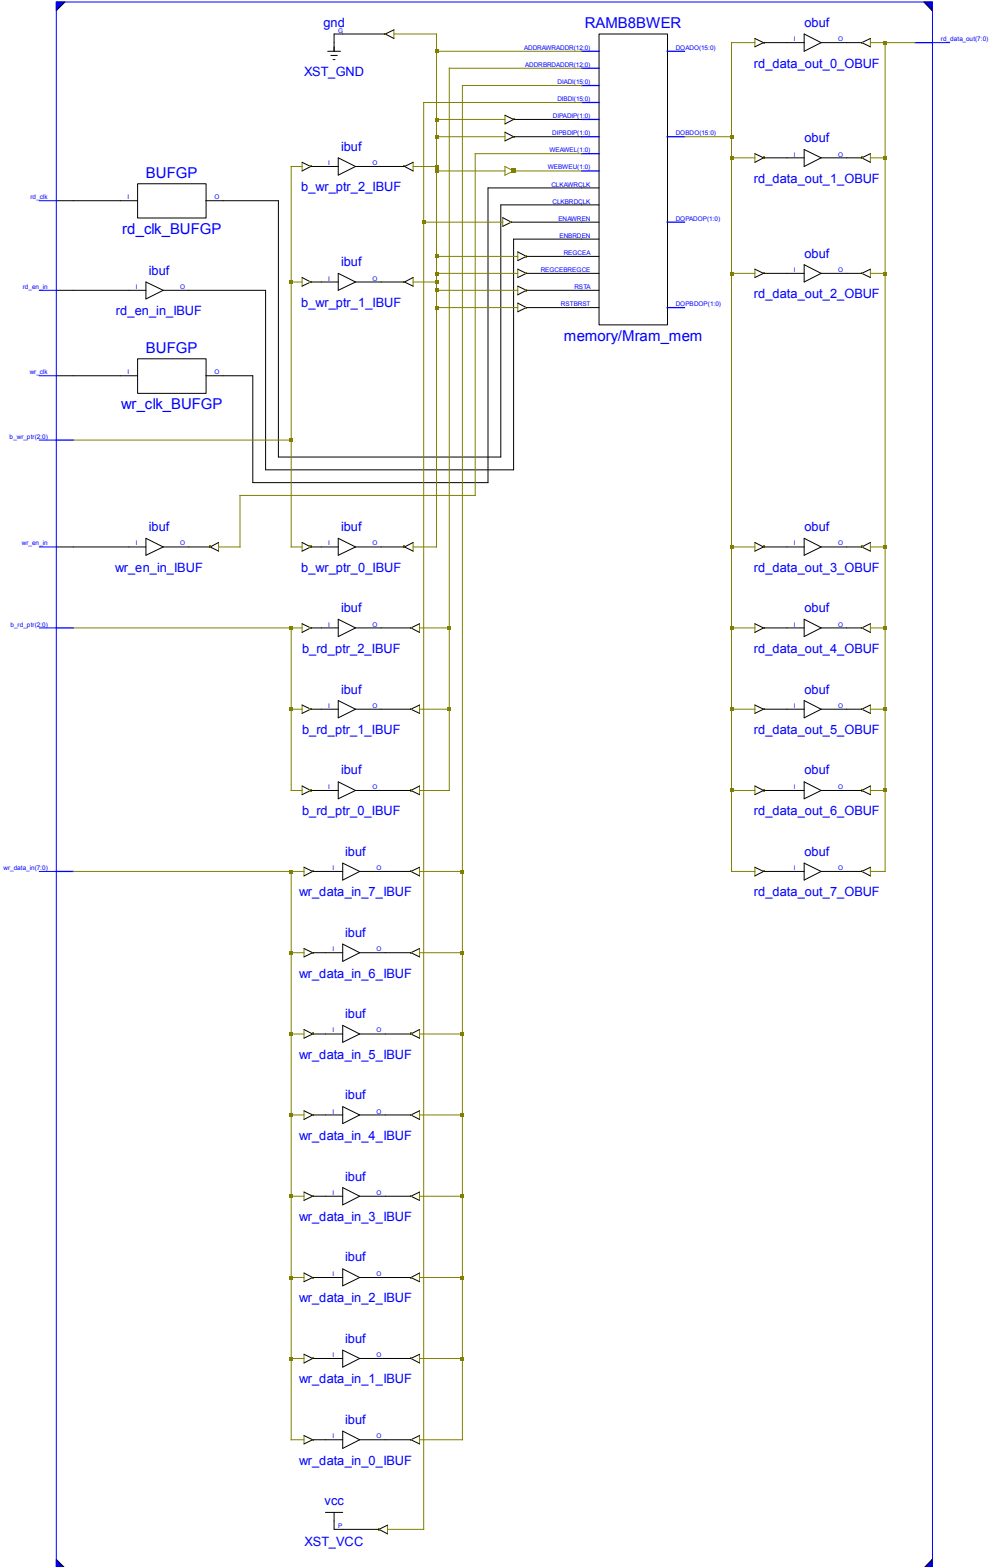 gnd
G
XST_GND
RAMB8BWER
ADDRAWRADDR(12:0)
ADDRBRDADDR(12:0)
DIADI(15:0)
DIBDI(15:0)
DIPADIP(1:0)
DIPBDIP(1:0)
WEAWEL(1:0)
WEBWEU(1:0)
CLKAWRCLK
CLKBRDCLK
ENAWREN
ENBRDEN
REGCEA
REGCEBREGCE
RSTA
RSTBRST
DOADO(15:0)
DOBDO(15:0)
DOPADOP(1:0)
DOPBDOP(1:0)
memory/Mram_mem
obuf
I O
rd_data_out_0_OBUF
rd_data_out(7:0)
obuf
I O
rd_data_out_1_OBUF
obuf
I O
rd_data_out_2_OBUF
obuf
I O
rd_data_out_3_OBUF
obuf
I O
rd_data_out_4_OBUF
obuf
I O
rd_data_out_5_OBUF
obuf
I O
rd_data_out_6_OBUF
obuf
I O
rd_data_out_7_OBUF
ibuf
I O
b_wr_ptr_2_IBUF
ibuf
I O
b_wr_ptr_1_IBUF
BUFGP
rd_clk
I O
rd_clk_BUFGP
ibuf
rd_en_in
I O
rd_en_in_IBUF
BUFGP
wr_clk
I O
wr_clk_BUFGP
b_wr_ptr(2:0)
ibuf
wr_en_in
I O
wr_en_in_IBUF
ibuf
I O
b_wr_ptr_0_IBUF
b_rd_ptr(2:0)
ibuf
I O
b_rd_ptr_2_IBUF
ibuf
I O
b_rd_ptr_1_IBUF
ibuf
I O
b_rd_ptr_0_IBUF
wr_data_in(7:0)
ibuf
I O
wr_data_in_7_IBUF
ibuf
I O
wr_data_in_6_IBUF
ibuf
I O
wr_data_in_5_IBUF
ibuf
I O
wr_data_in_4_IBUF
ibuf
I O
wr_data_in_3_IBUF
ibuf
I O
wr_data_in_2_IBUF
ibuf
I O
wr_data_in_1_IBUF
ibuf
I O
wr_data_in_0_IBUF
vcc
P
XST_VCC